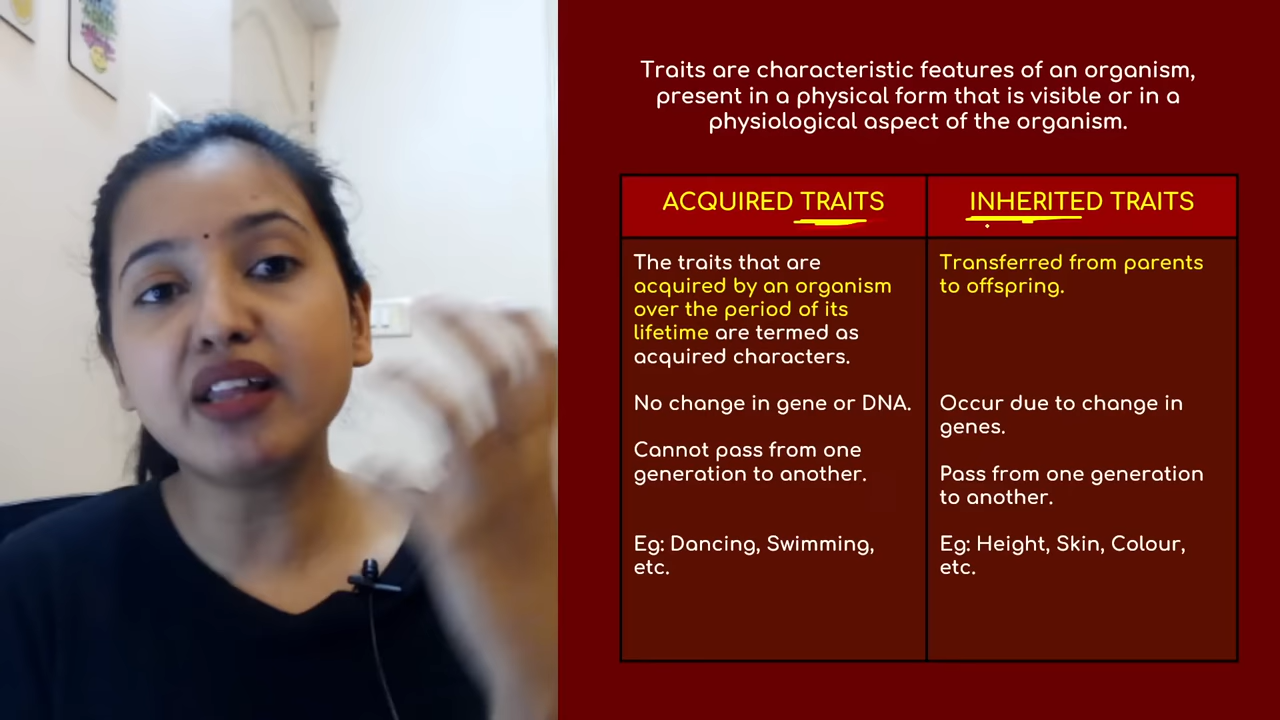 Traits are characteristic features of an organism,
present in a physical form that is visible or in a
physiological aspect of the organism.
ACQUIRED TRAITS
The traits that are
acquired by an organism
over the period of its
lifetime are termed as
acquired characters.
No change in gene or DNA.
Cannot pass from one
generation to another.
Eg: Dancing, Swimming,
etc.
INHERITED TRAITS
Transferred from parents
to offspring.
Occur due to change in
genes.
Pass from one generation
to another.
Eg: Height, Skin, Colour,
etc.